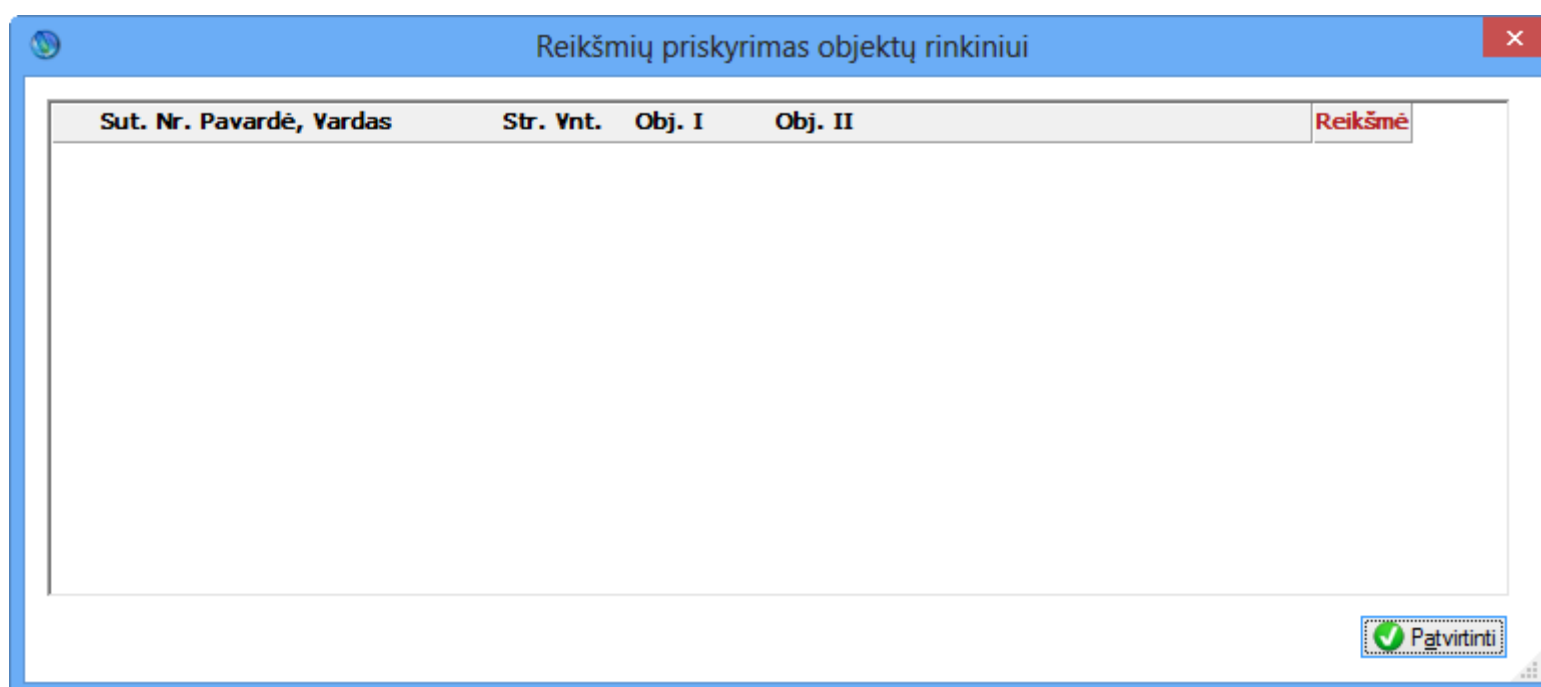 Reikšmių priskyrimas objektų rinkiniui
Sut. Nr. Pavardė, Vardas Str. Vnt. Obj. I Obj. II Reikšmė
Patvirtinti